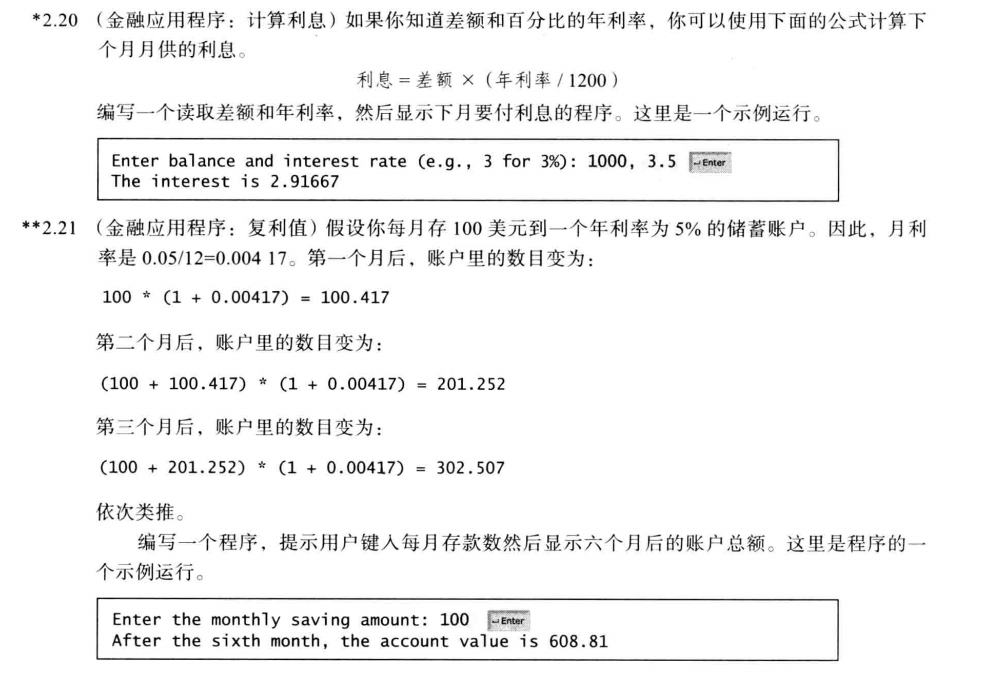 *2.20 （金融应用程序：计算利息）如果你知道差额和百分比的年利率，你可以使用下面的公式计算下
个月月供的利息。
利息 = 差额 × （年利率 / 1200）
编写一个读取差额和年利率，然后显示下月要付利息的程序。这里是一个示例运行。
Enter balance and interest rate (e.g., 3 for 3%): 1000, 3.5 ↵Enter
The interest is 2.91667
**2.21 （金融应用程序：复利值）假设你每月存 100 美元到一个年利率为 5% 的储蓄账户。因此，月利
率是 0.05/12=0.004 17。第一个月后，账户里的数目变为：
100 * (1 + 0.00417) = 100.417
第二个月后，账户里的数目变为：
(100 + 100.417) * (1 + 0.00417) = 201.252
第三个月后，账户里的数目变为：
(100 + 201.252) * (1 + 0.00417) = 302.507
依次类推。
编写一个程序，提示用户键入每月存款数然后显示六个月后的账户总额。这里是程序的一
个示例运行。
Enter the monthly saving amount: 100 ↵Enter
After the sixth month, the account value is 608.81